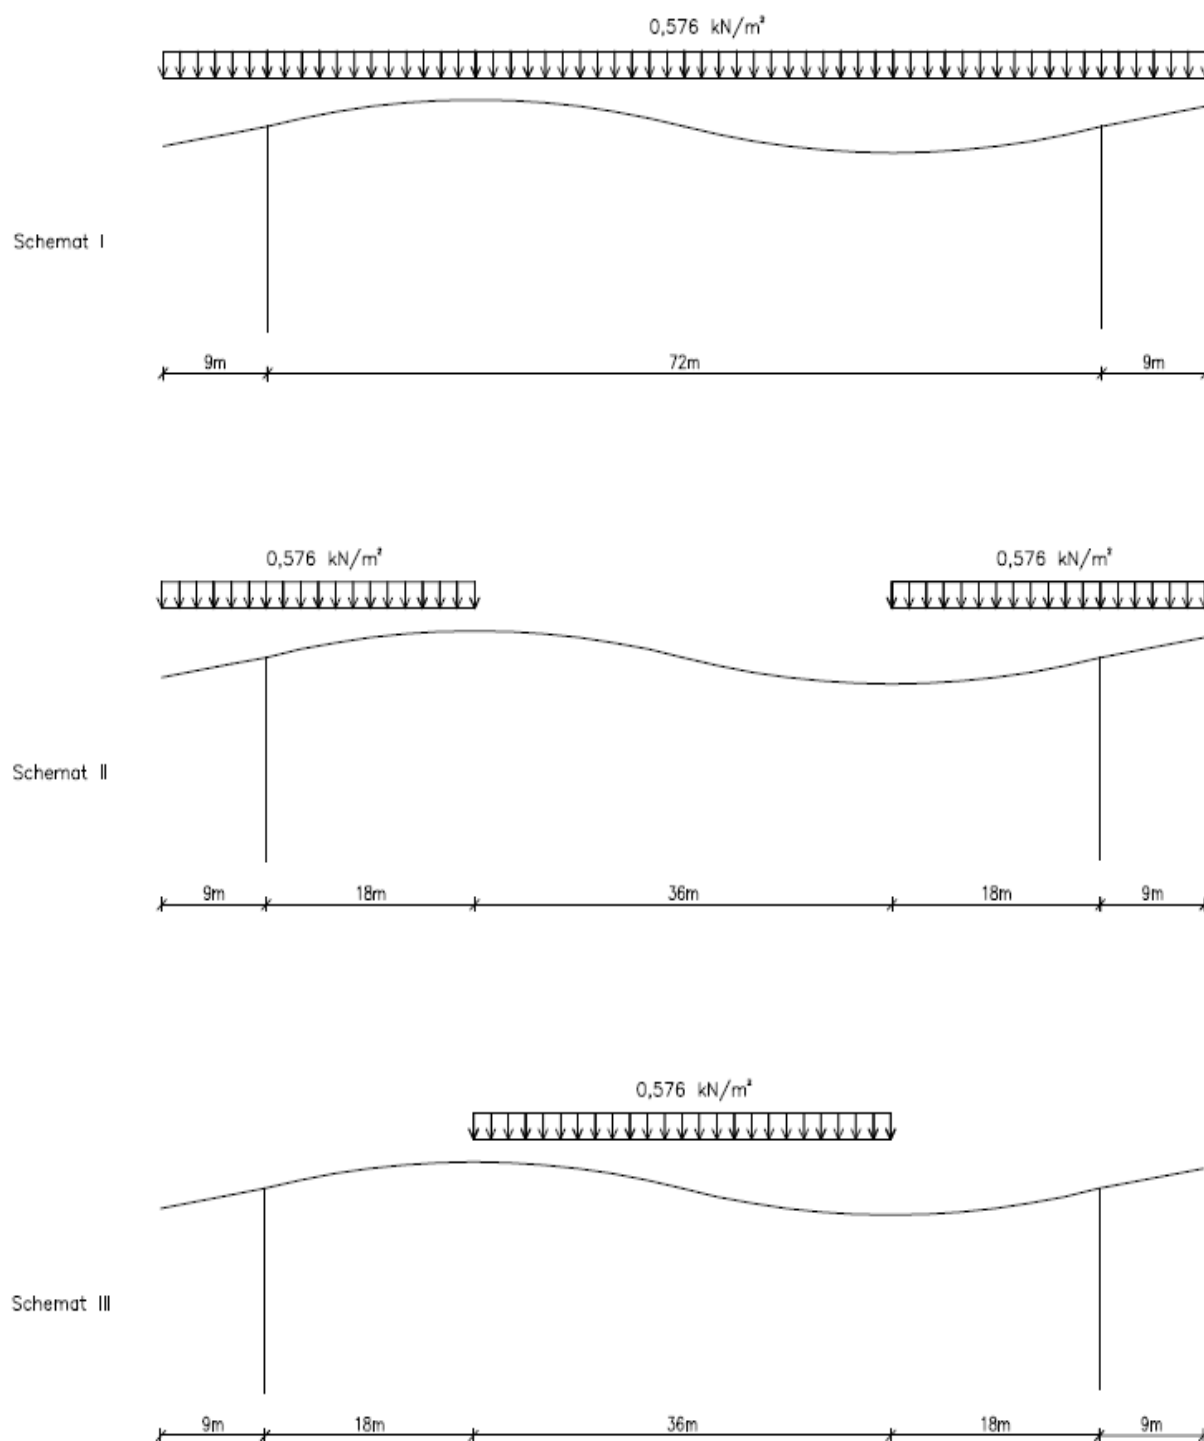 0,576 kN/m²
Schemat I
9m 72m 9m
0,576 kN/m² 0,576 kN/m²
Schemat II
9m 18m 36m 18m 9m
0,576 kN/m²
Schemat III
9m 18m 36m 18m 9m